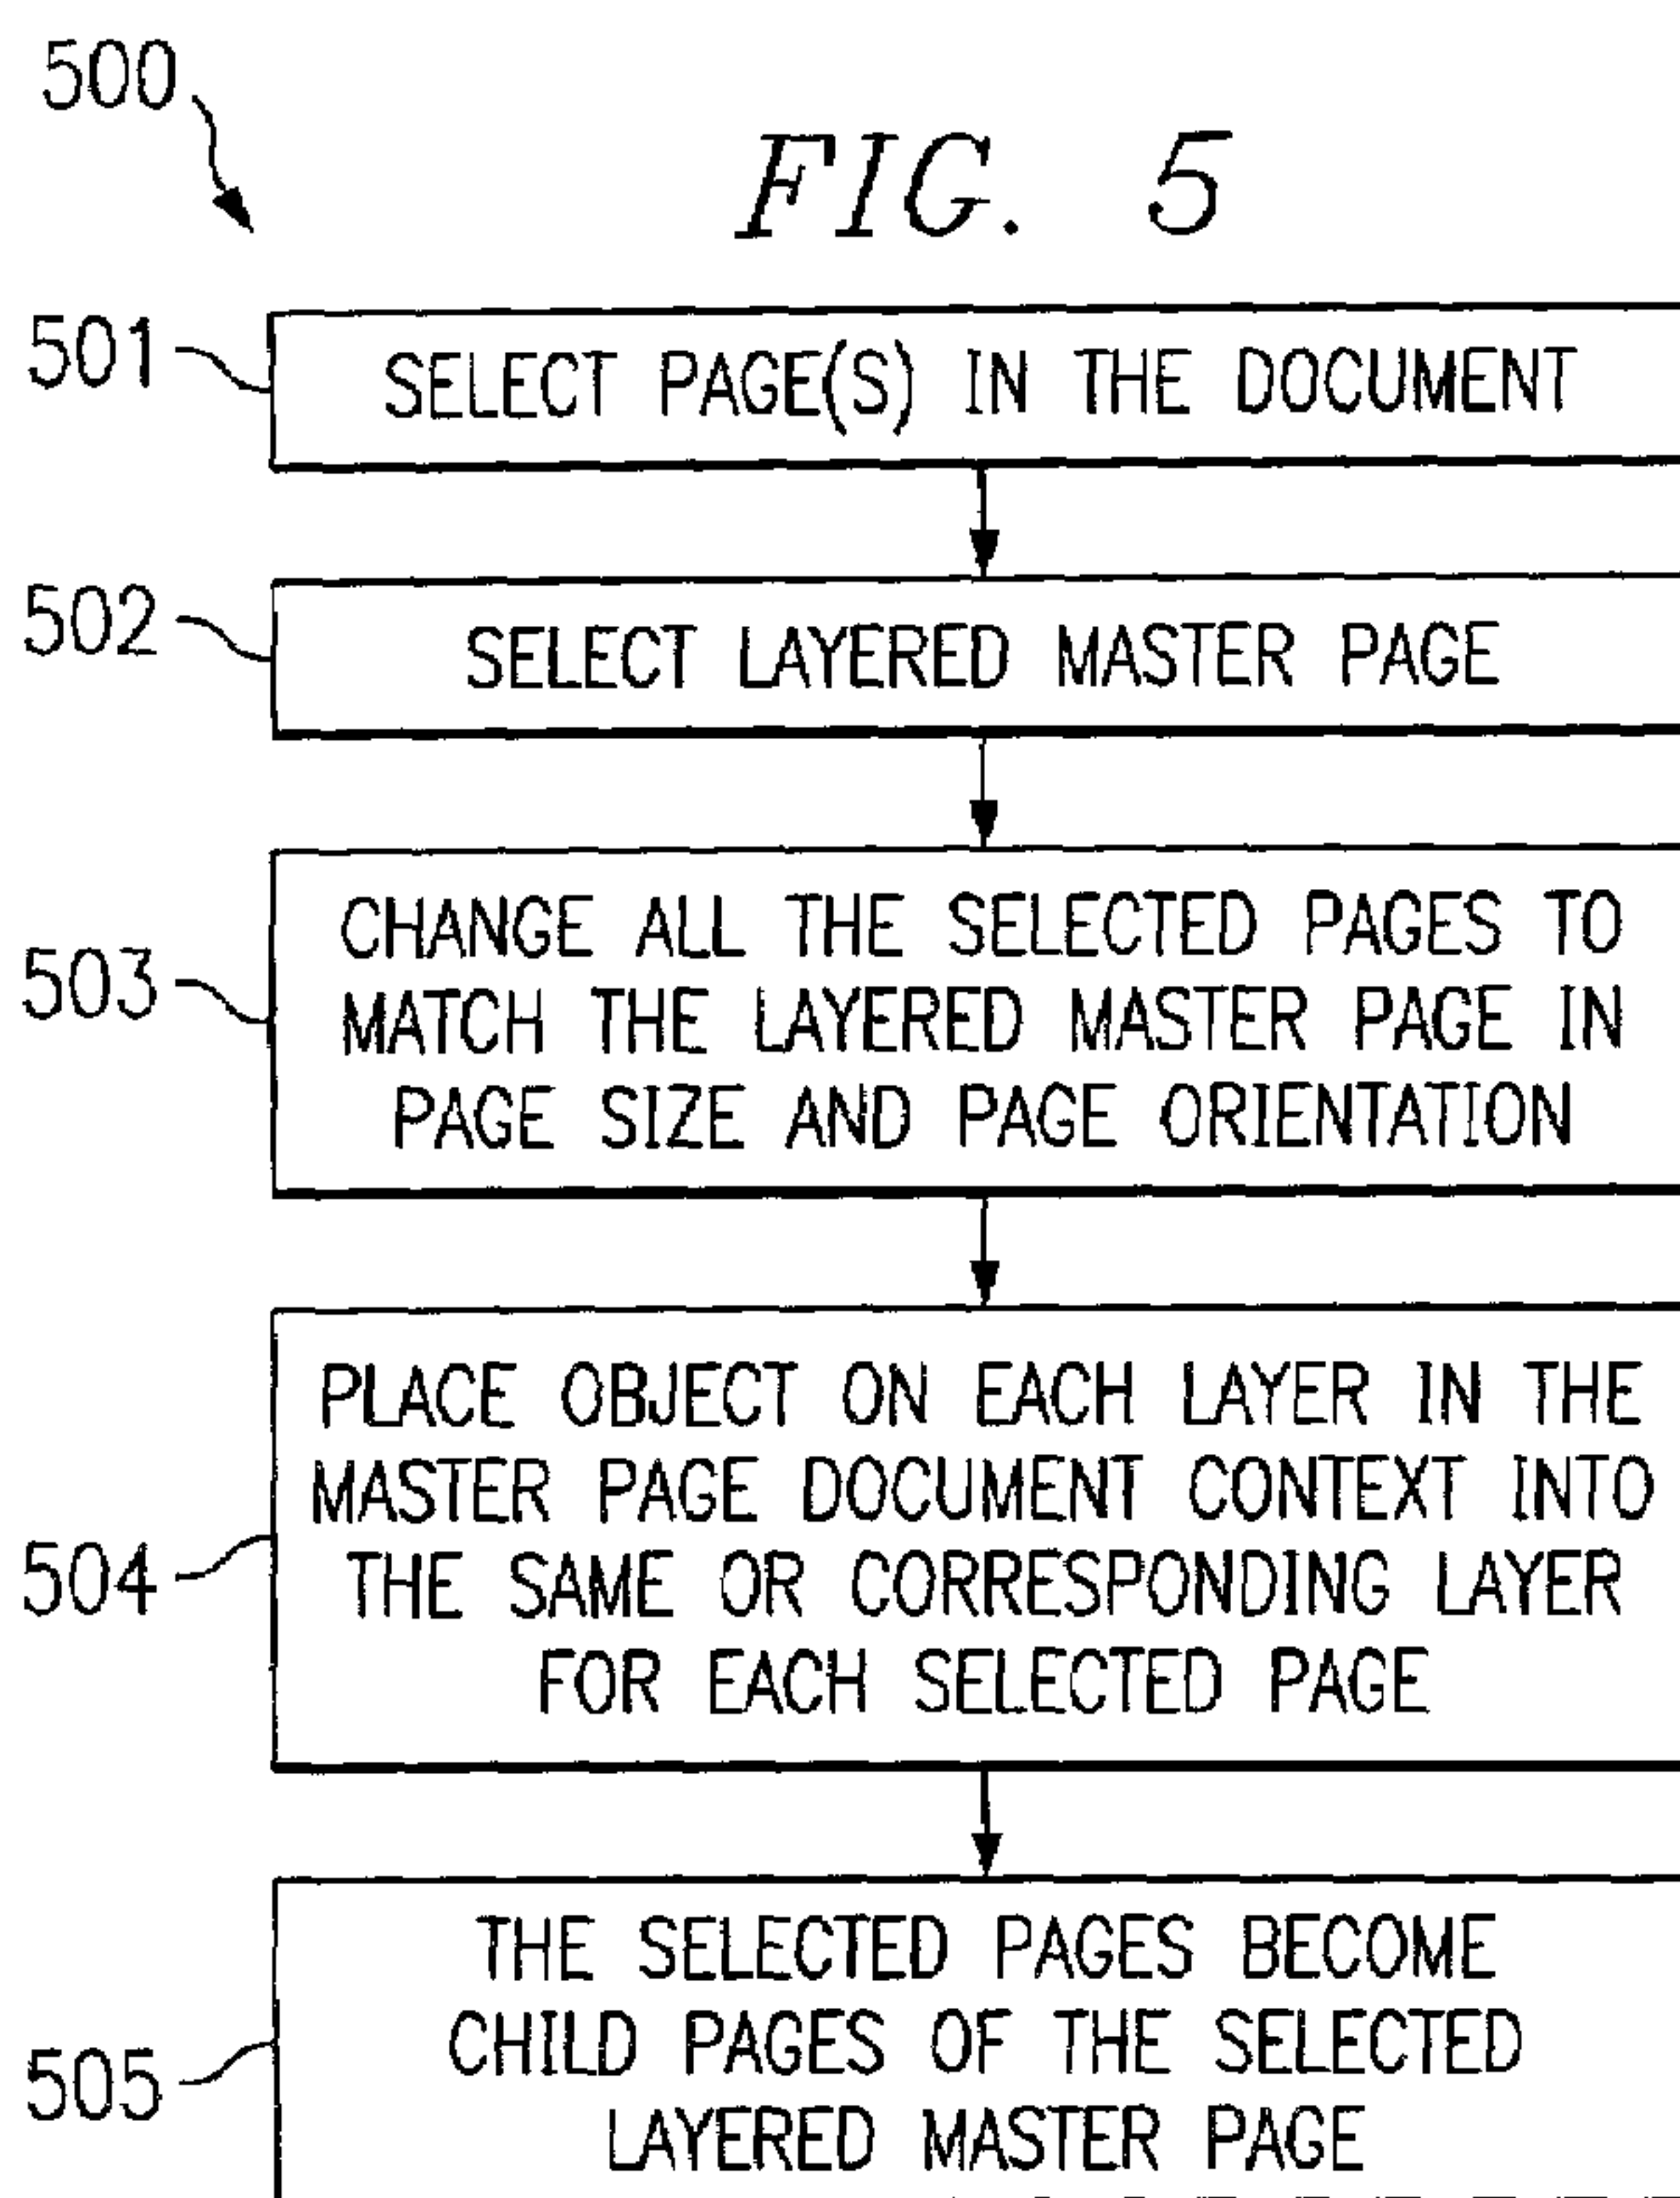 500
FIG. 5
501
SELECT PAGE(S) IN THE DOCUMENT
502
SELECT LAYERED MASTER PAGE
503
CHANGE ALL THE SELECTED PAGES TO
MATCH THE LAYERED MASTER PAGE IN
PAGE SIZE AND PAGE ORIENTATION
504
PLACE OBJECT ON EACH LAYER IN THE
MASTER PAGE DOCUMENT CONTEXT INTO
THE SAME OR CORRESPONDING LAYER
FOR EACH SELECTED PAGE
505
THE SELECTED PAGES BECOME
CHILD PAGES OF THE SELECTED
LAYERED MASTER PAGE